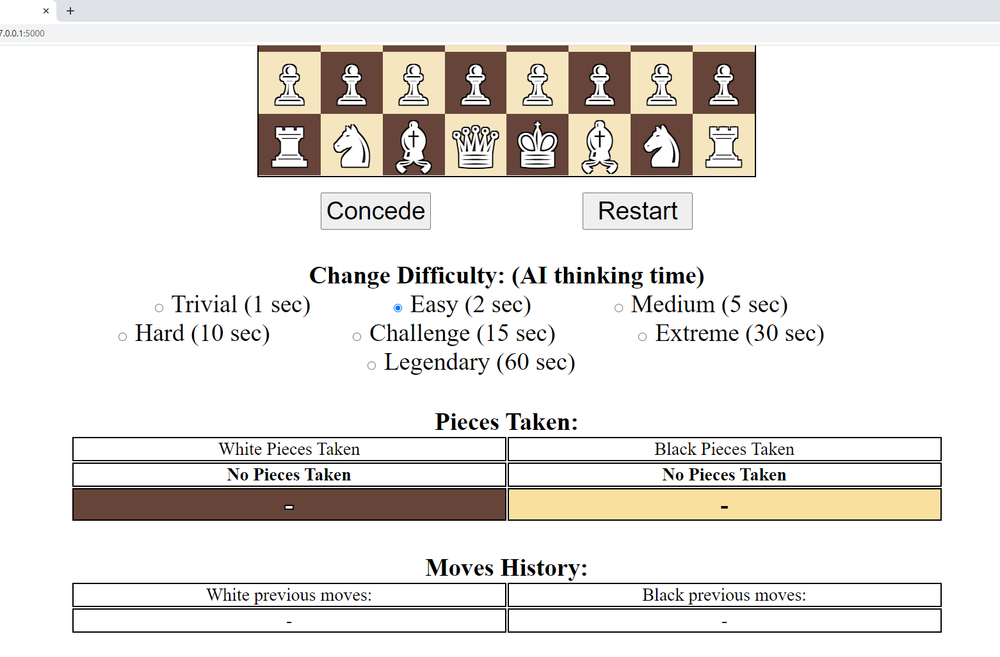 7.0.0.1:5000
Concede Restart
Change Difficulty: (AI thinking time)
Trivial (1 sec) Easy (2 sec) Medium (5 sec)
Hard (10 sec) Challenge (15 sec) Extreme (30 sec)
Legendary (60 sec)
Pieces Taken:
White Pieces Taken Black Pieces Taken
No Pieces Taken No Pieces Taken
- -
Moves History:
White previous moves: Black previous moves:
- -